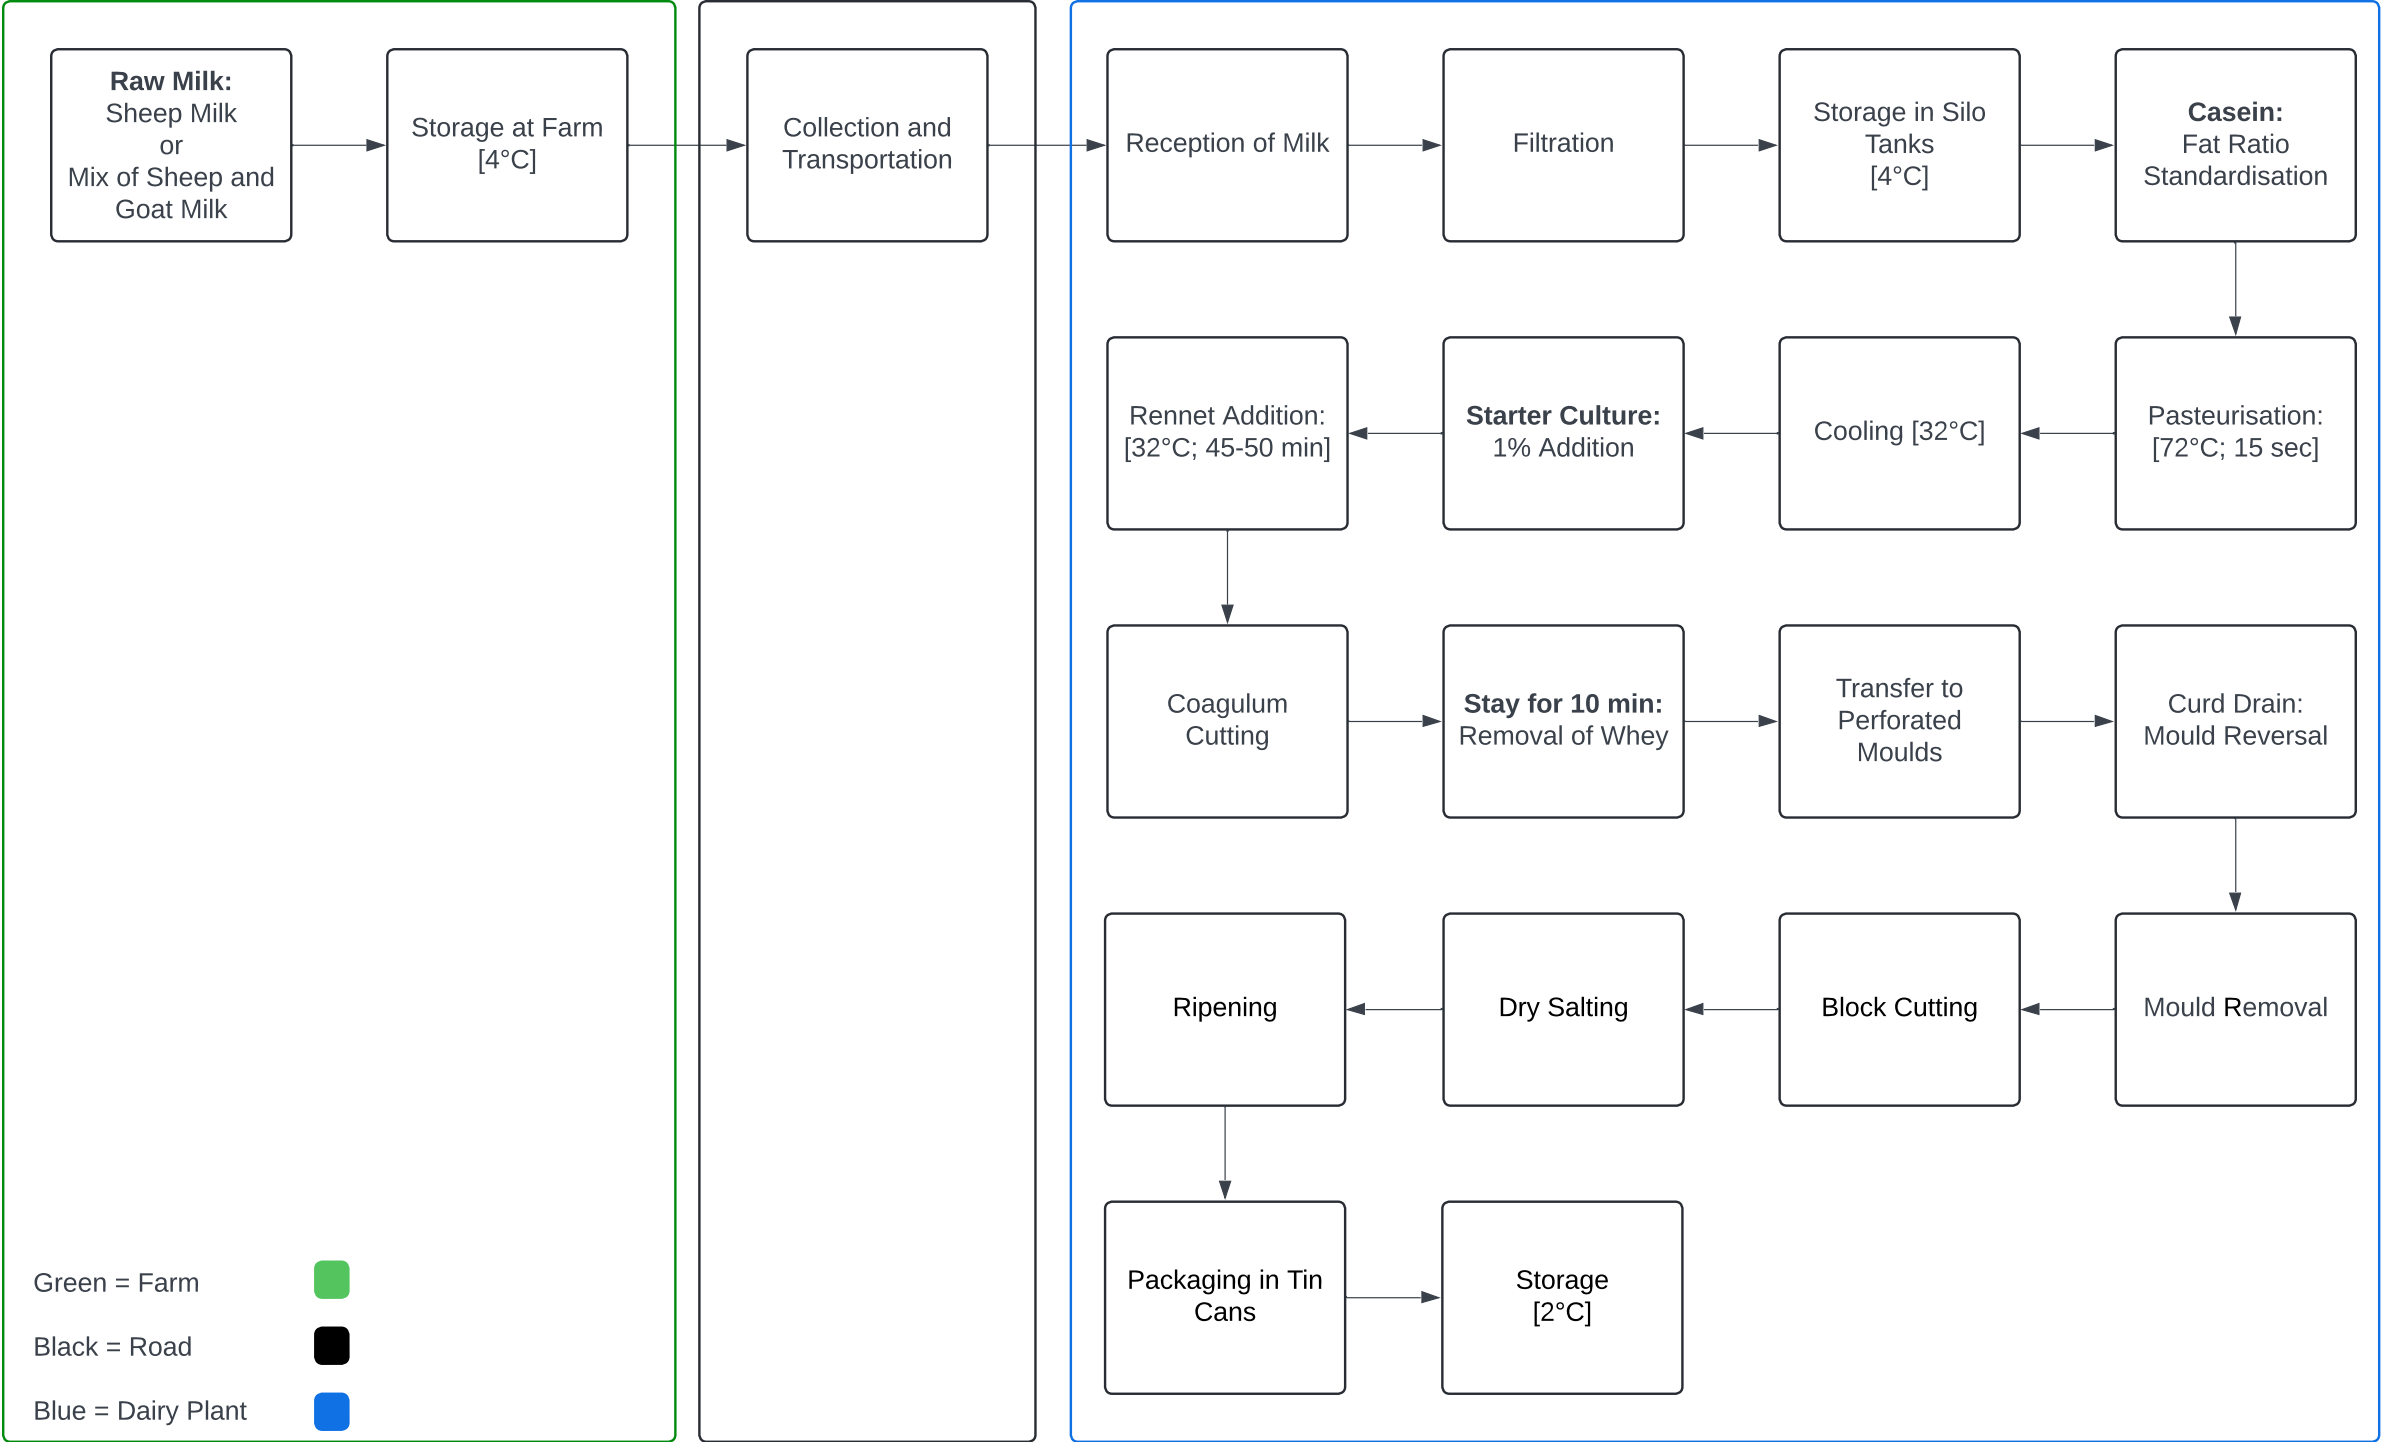 Raw Milk:
Sheep Milk
or
Mix of Sheep and
Goat Milk
Storage at Farm
[4°C]
Collection and
Transportation
Reception of Milk
Filtration
Storage in Silo
Tanks
[4°C]
Casein:
Fat Ratio
Standardisation
Pasteurisation:
[72°C; 15 sec]
Cooling [32°C]
Starter Culture:
1% Addition
Rennet Addition:
[32°C; 45-50 min]
Coagulum
Cutting
Stay for 10 min:
Removal of Whey
Transfer to
Perforated
Moulds
Curd Drain:
Mould Reversal
Mould Removal
Block Cutting
Dry Salting
Ripening
Packaging in Tin
Cans
Storage
[2°C]
Green = Farm
Black = Road
Blue = Dairy Plant